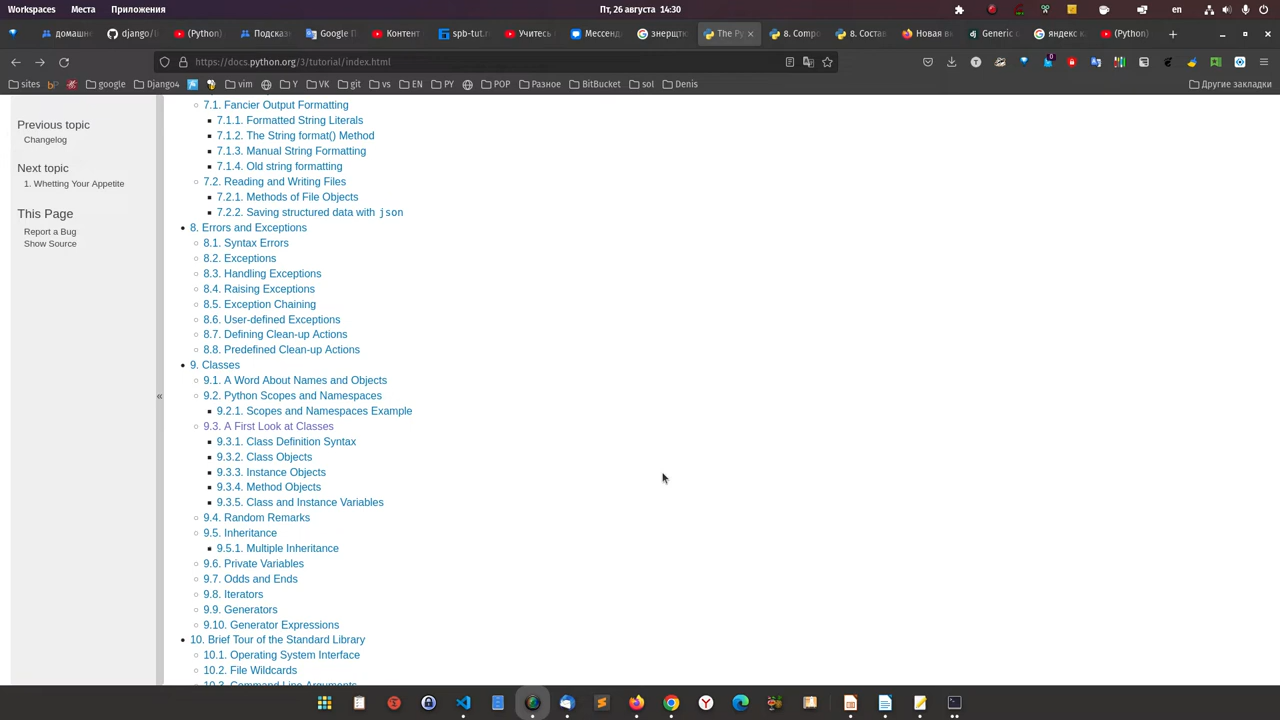 Workspaces Места Приложения Пт, 26 августа 14:30 en
домашн django/ (Python) Подсказ Google П Контент spb-tut.r Учитесь Мессенд знерщтю The Py 8. Compo 8. Состав Новая вк Generic d яндекс к (Python)
https://docs.python.org/3/tutorial/index.html
sites google Django4 vim VK git vs EN PY POP Разное BitBucket sol Denis Другие закладки
Previous topic
Changelog
Next topic
1. Whetting Your Appetite
This Page
Report a Bug
Show Source
«
7.1. Fancier Output Formatting
7.1.1. Formatted String Literals
7.1.2. The String format() Method
7.1.3. Manual String Formatting
7.1.4. Old string formatting
7.2. Reading and Writing Files
7.2.1. Methods of File Objects
7.2.2. Saving structured data with json
8. Errors and Exceptions
8.1. Syntax Errors
8.2. Exceptions
8.3. Handling Exceptions
8.4. Raising Exceptions
8.5. Exception Chaining
8.6. User-defined Exceptions
8.7. Defining Clean-up Actions
8.8. Predefined Clean-up Actions
9. Classes
9.1. A Word About Names and Objects
9.2. Python Scopes and Namespaces
9.2.1. Scopes and Namespaces Example
9.3. A First Look at Classes
9.3.1. Class Definition Syntax
9.3.2. Class Objects
9.3.3. Instance Objects
9.3.4. Method Objects
9.3.5. Class and Instance Variables
9.4. Random Remarks
9.5. Inheritance
9.5.1. Multiple Inheritance
9.6. Private Variables
9.7. Odds and Ends
9.8. Iterators
9.9. Generators
9.10. Generator Expressions
10. Brief Tour of the Standard Library
10.1. Operating System Interface
10.2. File Wildcards
10.3. Command Line Arguments